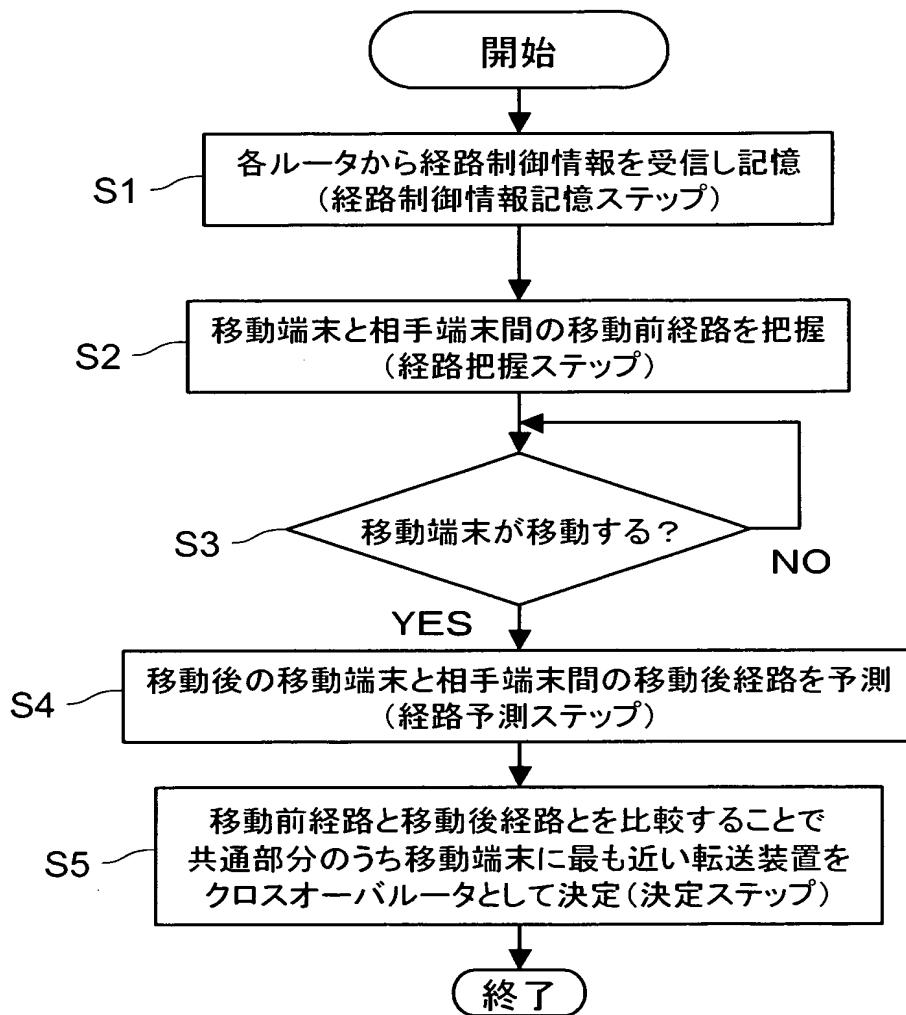 開始
S1
各ルータから経路制御情報を受信し記憶
(経路制御情報記憶ステップ)
S2
移動端末と相手端末間の移動前経路を把握
(経路把握ステップ)
S3
移動端末が移動する?
NO
YES
S4
移動後の移動端末と相手端末間の移動後経路を予測
(経路予測ステップ)
S5
移動前経路と移動後経路とを比較することで
共通部分のうち移動端末に最も近い転送装置を
クロスオーバルータとして決定(決定ステップ)
終了